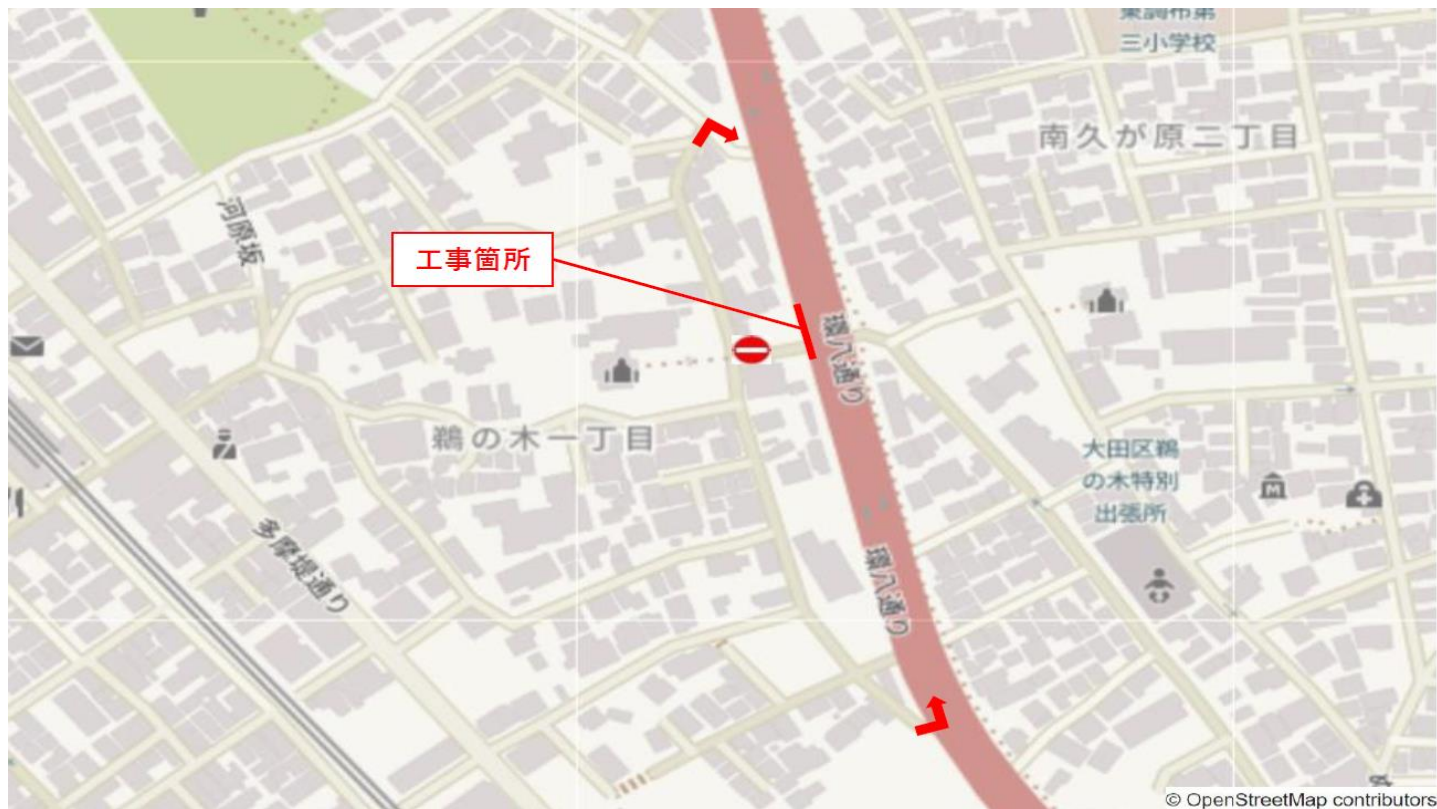 東調布第
三小学校
南久が原二丁目
河原坂
工事箇所
環八通り
鵜の木一丁目
大田区鵜
の木特別
出張所
M
多摩堤通り
環八通り
© OpenStreetMap contributors